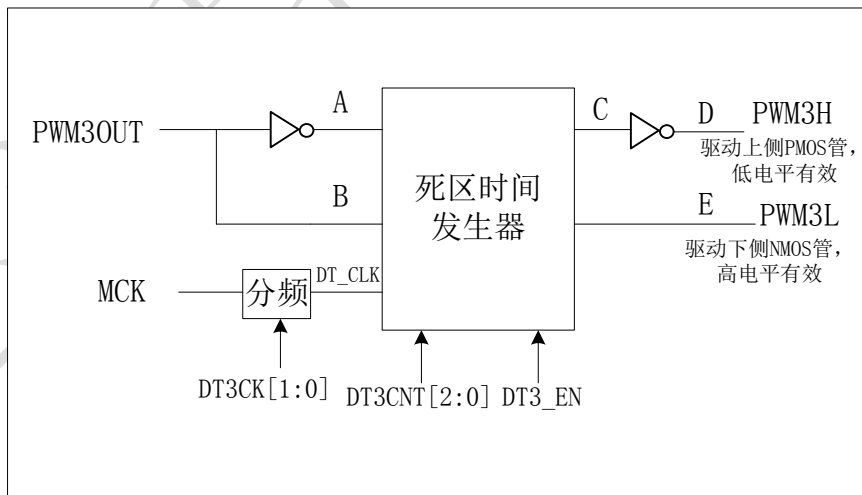 A
C
D
PWM3H
PWM3OUT
驱动上侧PMOS管，
低电平有效
死区时间
发生器
B
E
PWM3L
驱动下侧NMOS管，
高电平有效
MCK
分频
DT_CLK
DT3CK[1:0]
DT3CNT[2:0]
DT3_EN